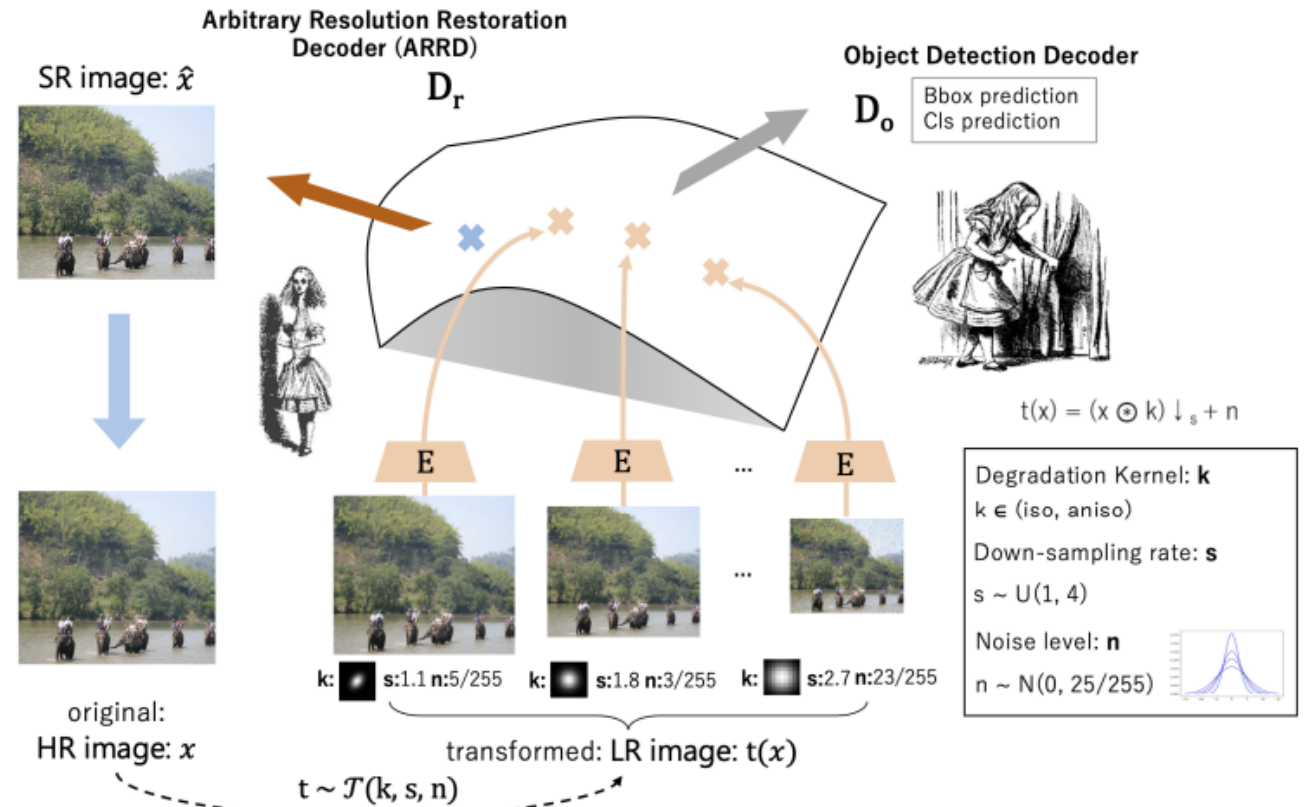 Arbitrary Resolution Restoration
Decoder (ARRD)
D_r
SR image: x̂
Object Detection Decoder
D_o
Bbox prediction
Cls prediction
E
E
...
E
...
k: s:1.1 n:5/255
k: s:1.8 n:3/255
k: s:2.7 n:23/255
original:
HR image: x
transformed: LR image: t(x)
t ~ 𝒯(k, s, n)
t(x) = (x ⊛ k) ↓ₛ + n
Degradation Kernel: k
k ∈ (iso, aniso)
Down-sampling rate: s
s ~ U(1, 4)
Noise level: n
n ~ N(0, 25/255)